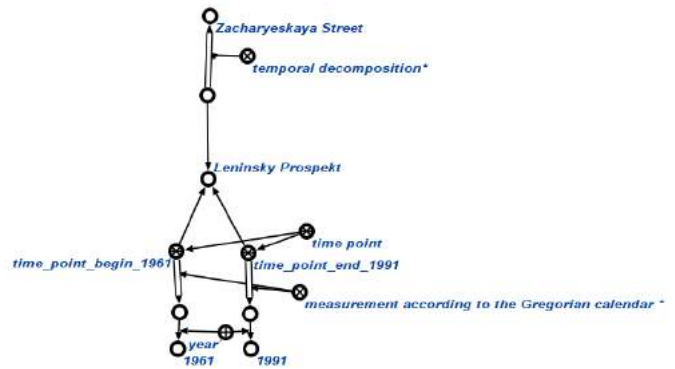 Zacharyeskaya Street
temporal decomposition*
Leninsky Prospekt
time point
time_point_begin_1961
time_point_end_1991
measurement according to the Gregorian calendar *
year
1961
1991